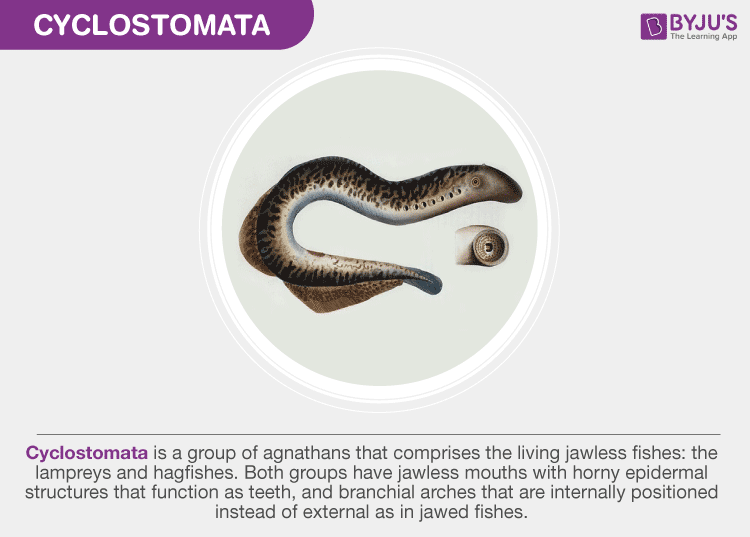 CYCLOSTOMATA
BYJU'S
The Learning App
Cyclostomata is a group of agnathans that comprises the living jawless fishes: the
lampreys and hagfishes. Both groups have jawless mouths with horny epidermal
structures that function as teeth, and branchial arches that are internally positioned
instead of external as in jawed fishes.